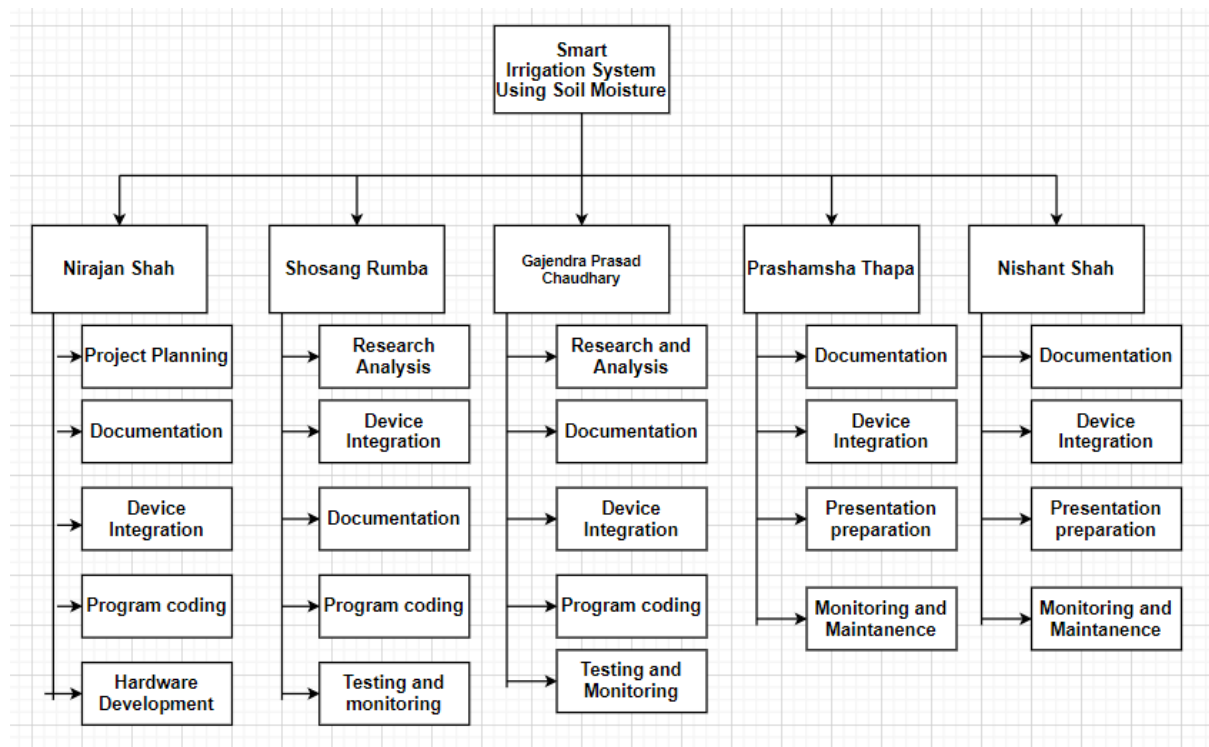 Smart
Irrigation System
Using Soil Moisture
Nirajan Shah
Project Planning
Documentation
Device
Integration
Program coding
Hardware
Development
Shosang Rumba
Research
Analysis
Device
Integration
Documentation
Program coding
Testing and
monitoring
Gajendra Prasad
Chaudhary
Research and
Analysis
Documentation
Device
Integration
Program coding
Testing and
Monitoring
Prashamsha Thapa
Documentation
Device
Integration
Presentation
preparation
Monitoring and
Maintanence
Nishant Shah
Documentation
Device
Integration
Presentation
preparation
Monitoring and
Maintanence